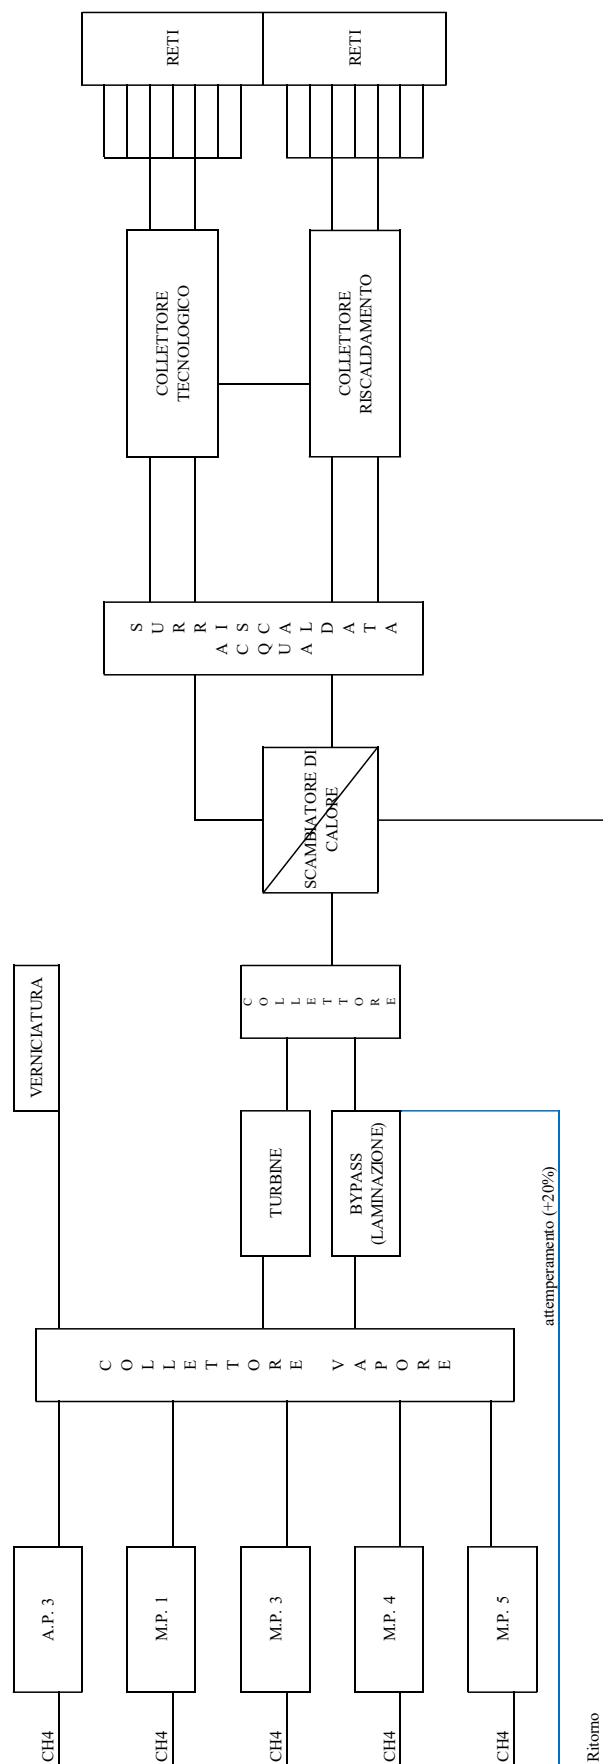 CH4
CH4
CH4
CH4
CH4
A.P. 3
M.P. 1
M.P. 3
M.P. 4
M.P. 5
COLLETTORE VAPORE
VERNICIATURA
TURBINE
BYPASS
(LAMINAZIONE)
attemperamento (+20%)
Ritorno
COLLETTORE
SCAMBIATORE DI
CALORE
ACQUA
SURRISCALDATA
COLLETTORE
TECNOLOGICO
COLLETTORE
RISCALDAMENTO
RETI
RETI